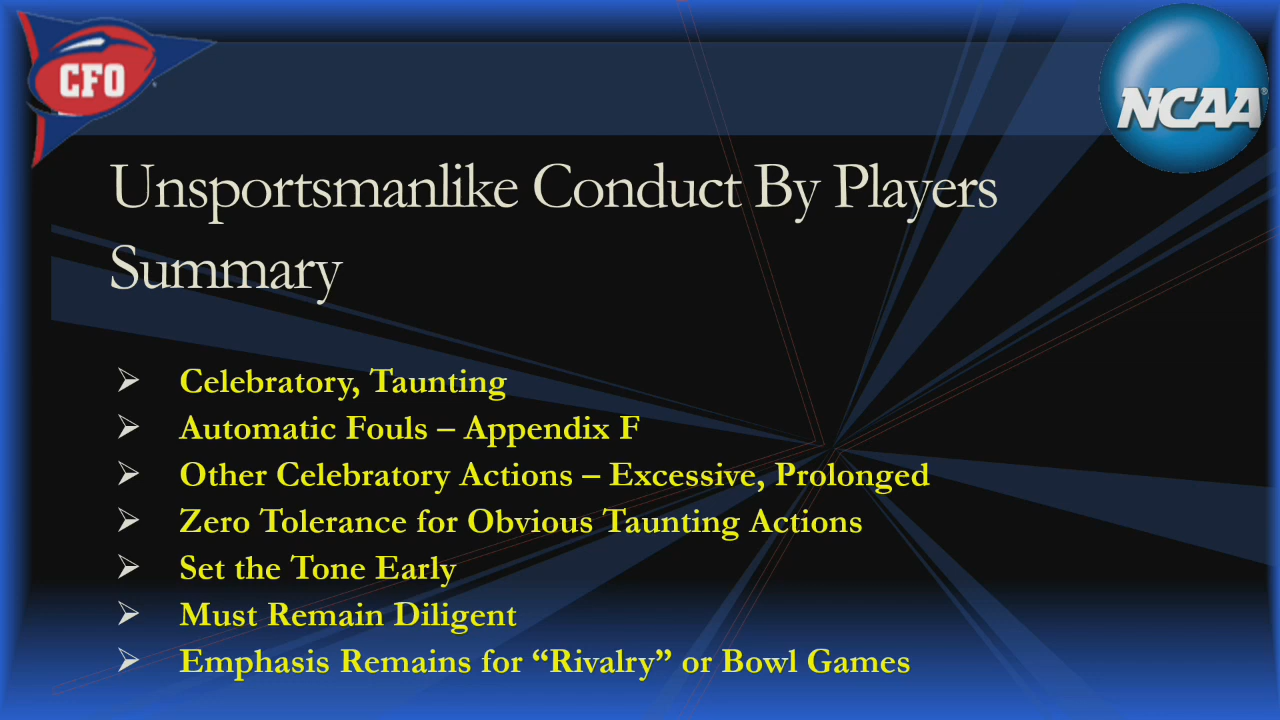 CFO
NCAA®
Unsportsmanlike Conduct By Players
Summary
➢ Celebratory, Taunting
➢ Automatic Fouls – Appendix F
➢ Other Celebratory Actions – Excessive, Prolonged
➢ Zero Tolerance for Obvious Taunting Actions
➢ Set the Tone Early
➢ Must Remain Diligent
➢ Emphasis Remains for “Rivalry” or Bowl Games